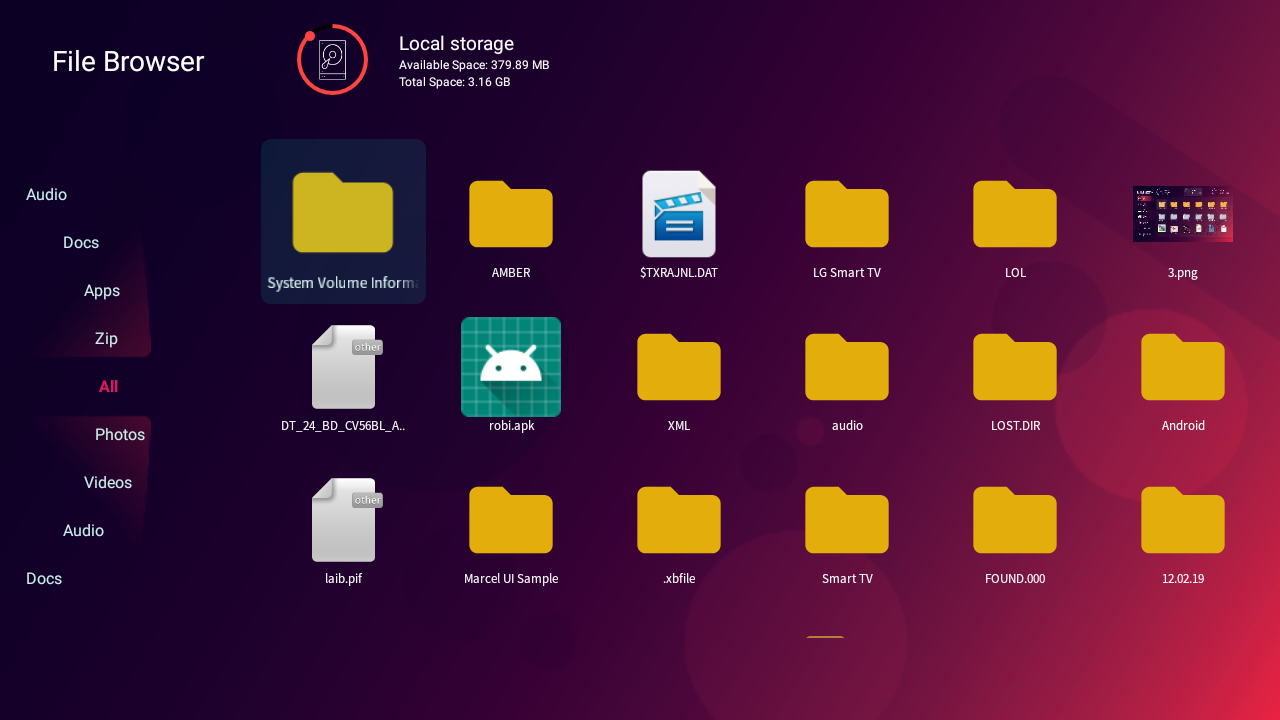 File Browser
Local storage
Available Space: 379.89 MB
Total Space: 3.16 GB
Audio
Docs
Apps
Zip
All
Photos
Videos
Audio
Docs
System Volume Inform
AMBER
$TXRAJNL.DAT
LG Smart TV
LOL
3.png
other
DT_24_BD_CV56BL_A..
robi.apk
XML
audio
LOST.DIR
Android
other
laib.pif
Marcel UI Sample
.xbfile
Smart TV
FOUND.000
12.02.19